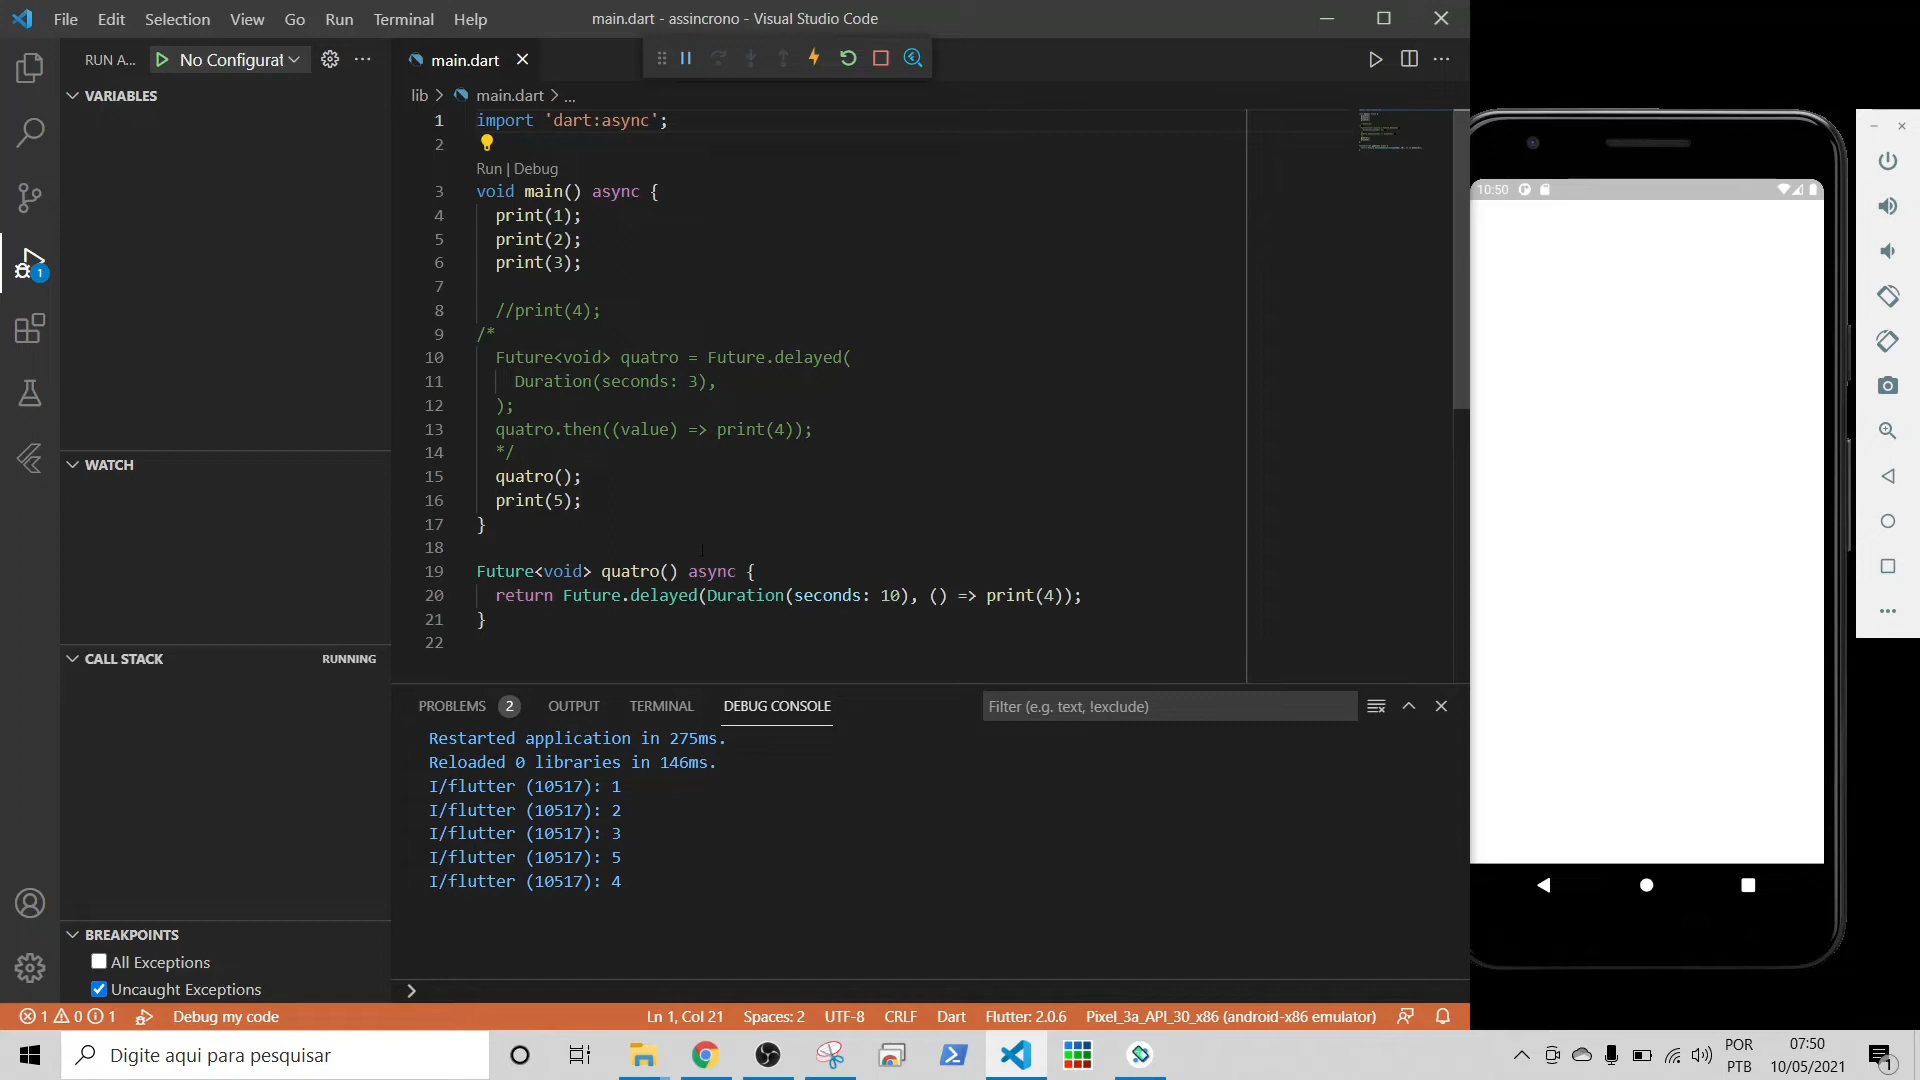 File Edit Selection View Go Run Terminal Help
main.dart - assincrono - Visual Studio Code
RUN A... No Configurat
main.dart
VARIABLES
lib > main.dart > ...
1 import 'dart:async';
2
Run | Debug
3 void main() async {
4 print(1);
5 print(2);
6 print(3);
7
8 //print(4);
9 /*
10 Future<void> quatro = Future.delayed(
11 Duration(seconds: 3),
12 );
13 quatro.then((value) => print(4));
14 */
15 quatro();
16 print(5);
17 }
18
19 Future<void> quatro() async {
20 return Future.delayed(Duration(seconds: 10), () => print(4));
21 }
22
WATCH
CALL STACK RUNNING
BREAKPOINTS
All Exceptions
Uncaught Exceptions
PROBLEMS 2 OUTPUT TERMINAL DEBUG CONSOLE
Filter (e.g. text, !exclude)
Restarted application in 275ms.
Reloaded 0 libraries in 146ms.
I/flutter (10517): 1
I/flutter (10517): 2
I/flutter (10517): 3
I/flutter (10517): 5
I/flutter (10517): 4
>
1 0 1 Debug my code
Ln 1, Col 21 Spaces: 2 UTF-8 CRLF Dart Flutter: 2.0.6 Pixel_3a_API_30_x86 (android-x86 emulator)
10:50
1
Digite aqui para pesquisar
POR
PTB
07:50
10/05/2021
1